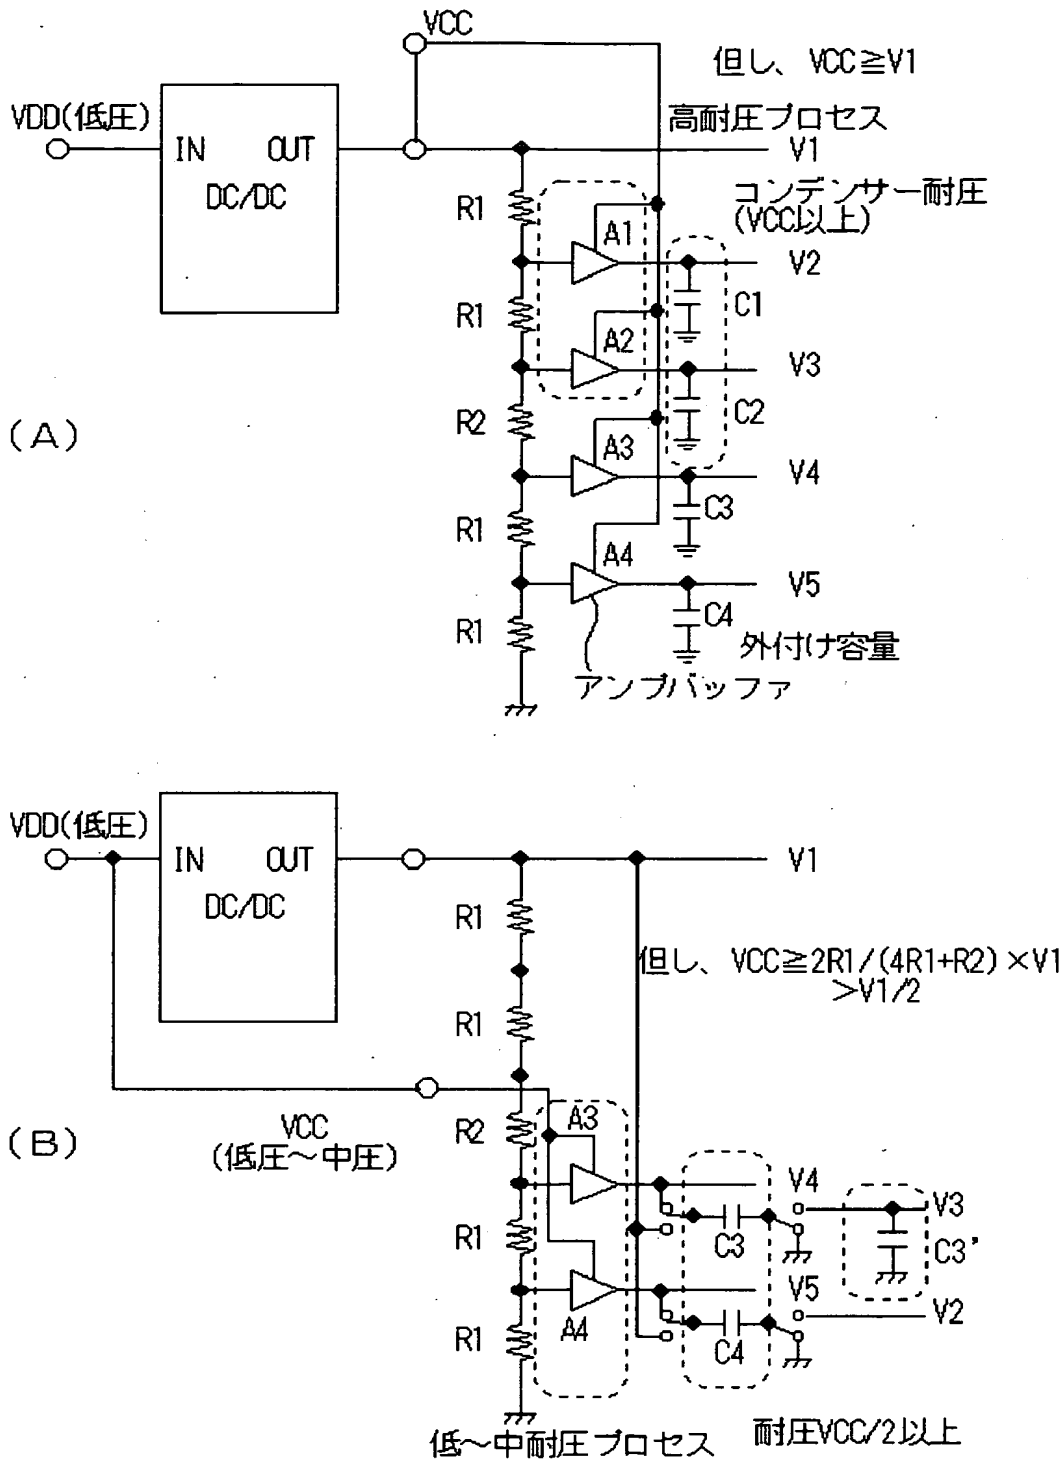 VCC
但し、VCC≧V1
VDD(低圧)
IN OUT
DC/DC
高耐圧プロセス
V1
コンデンサー耐圧
(VCC以上)
R1
A1
V2
C1
R1
A2
V3
C2
(A)
R2
A3
V4
C3
R1
A4
V5
C4
R1
外付け容量
アンプバッファ
VDD(低圧)
IN OUT
DC/DC
V1
R1
但し、VCC≧2R1/(4R1+R2)×V1
>V1/2
R1
VCC
(低圧~中圧)
(B)
R2
A3
V4
V3
C3
C3'
R1
V5
V2
A4
C4
R1
低~中耐圧プロセス
耐圧VCC/2以上